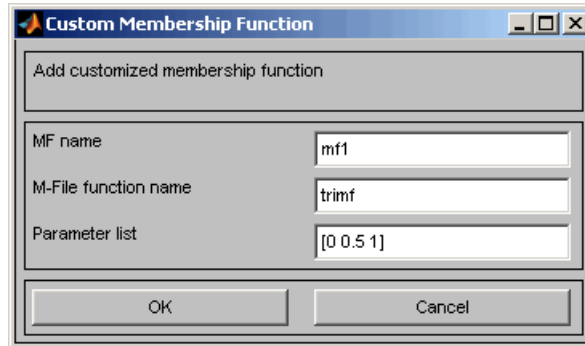 Custom Membership Function
Add customized membership function
MF name
mf1
M-File function name
trimf
Parameter list
[0 0.5 1]
OK
Cancel